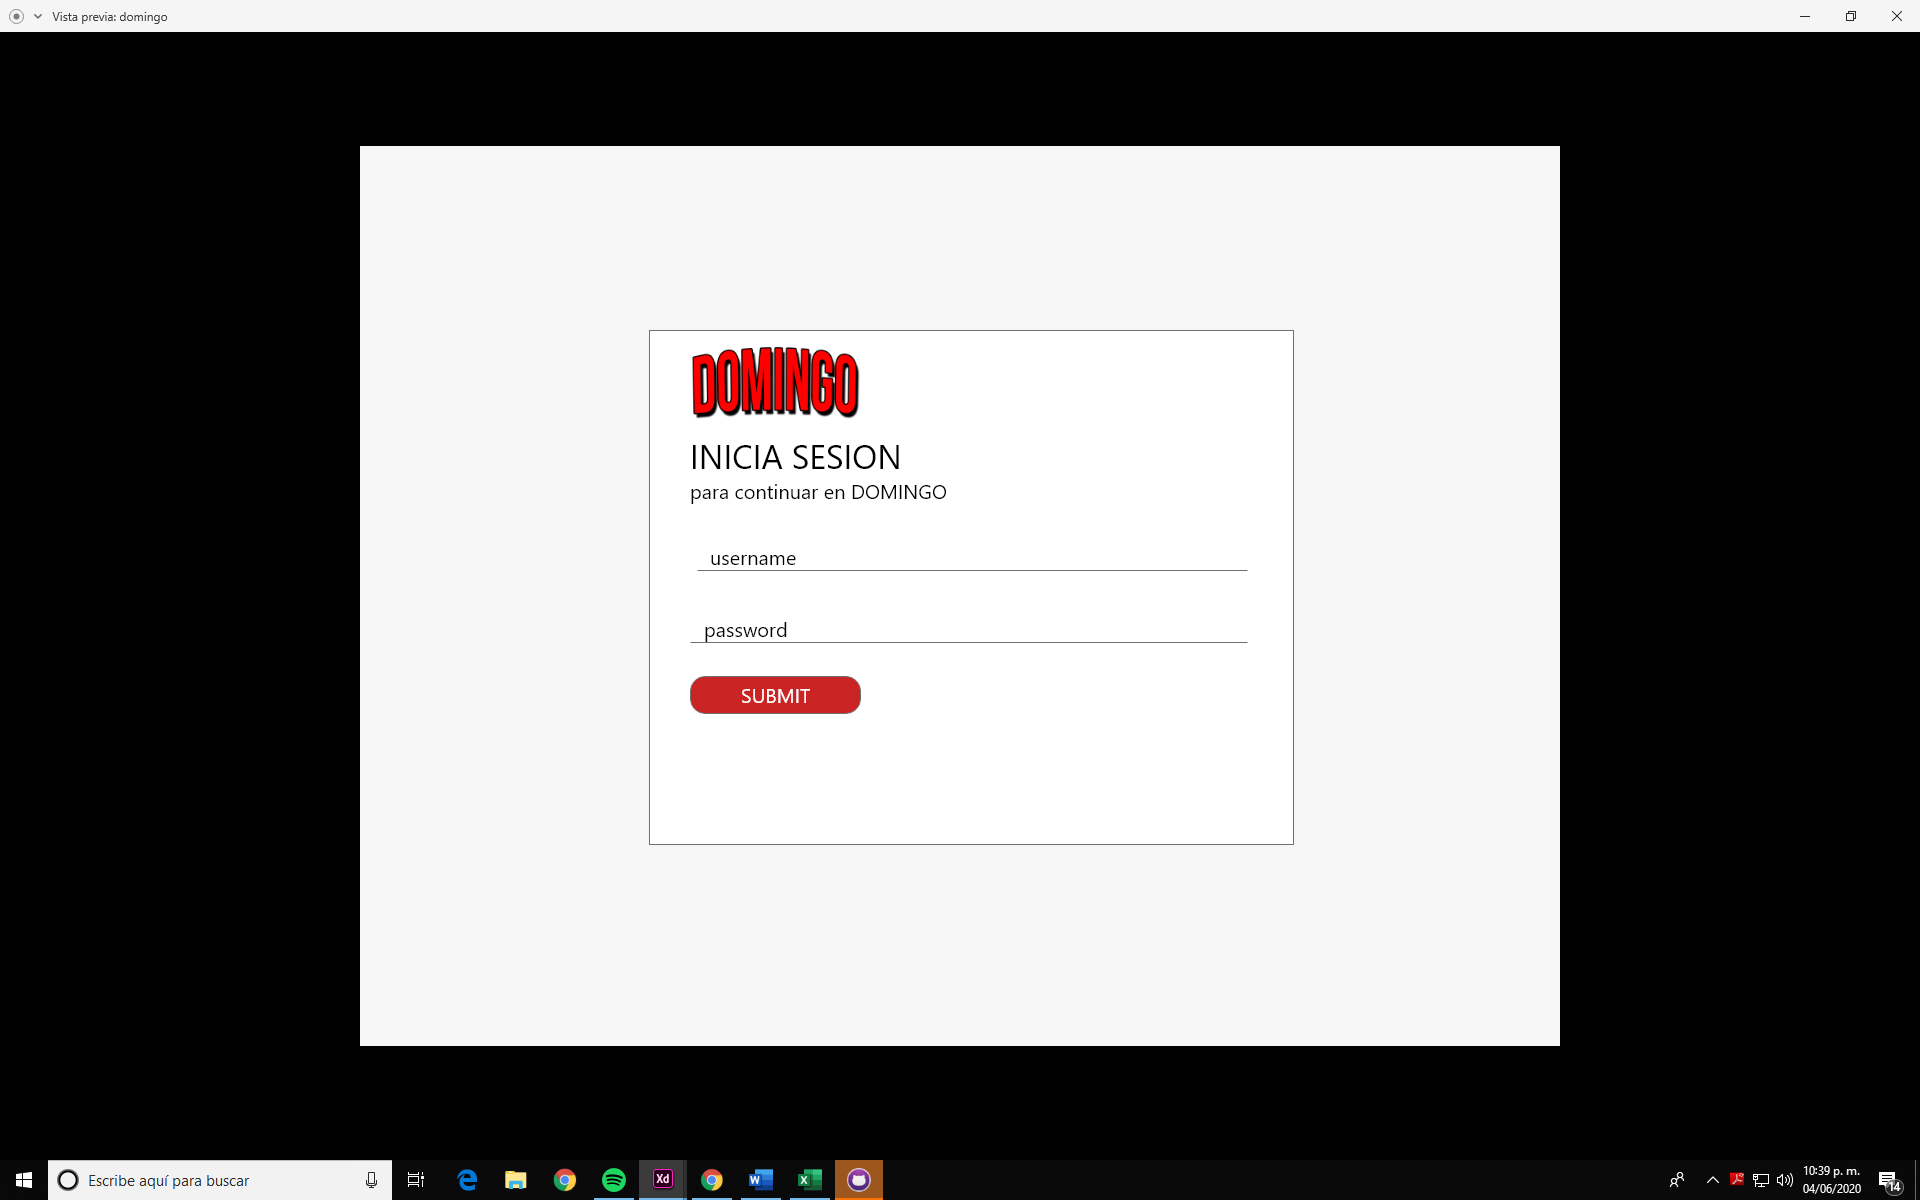 Vista previa: domingo
DOMINGO
INICIA SESION
para continuar en DOMINGO
username
password
SUBMIT
Escribe aquí para buscar
Xd
10:39 p. m.
04/06/2020
14